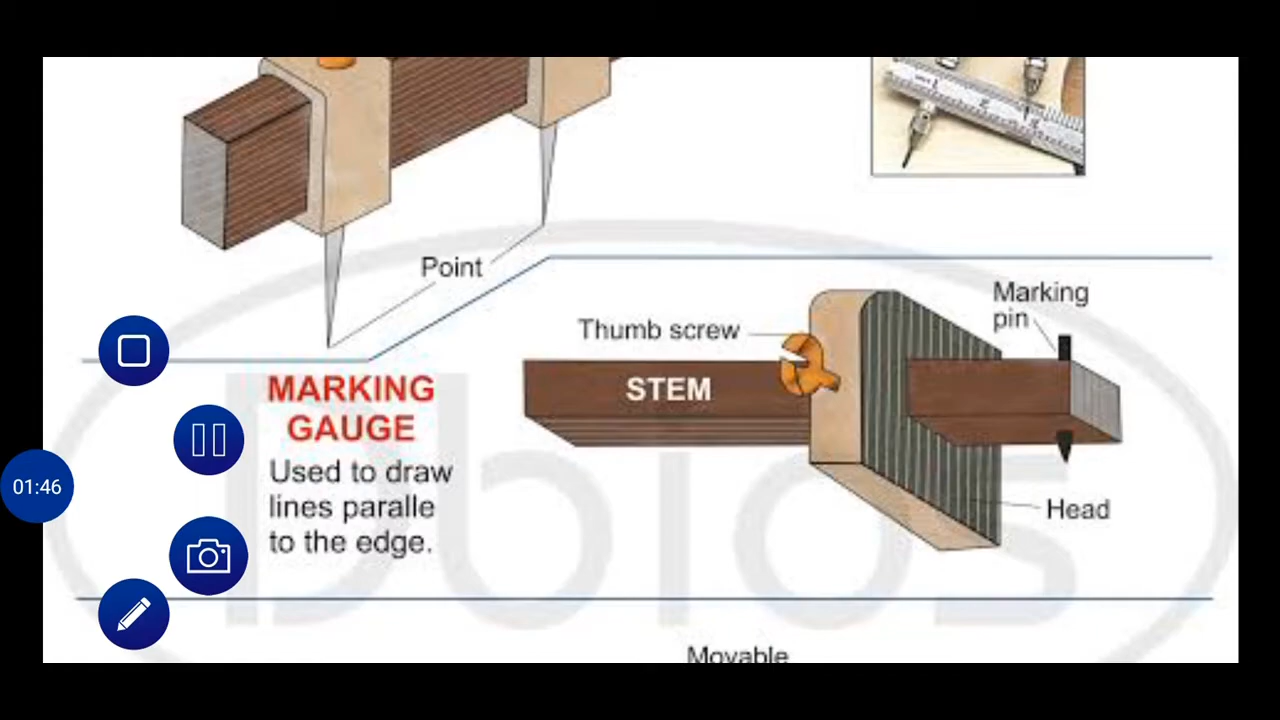 Point
Marking
pin
Thumb screw
STEM
MARKING
GAUGE
Used to draw
lines paralle
to the edge.
01:46
Head
Dbios
Movable